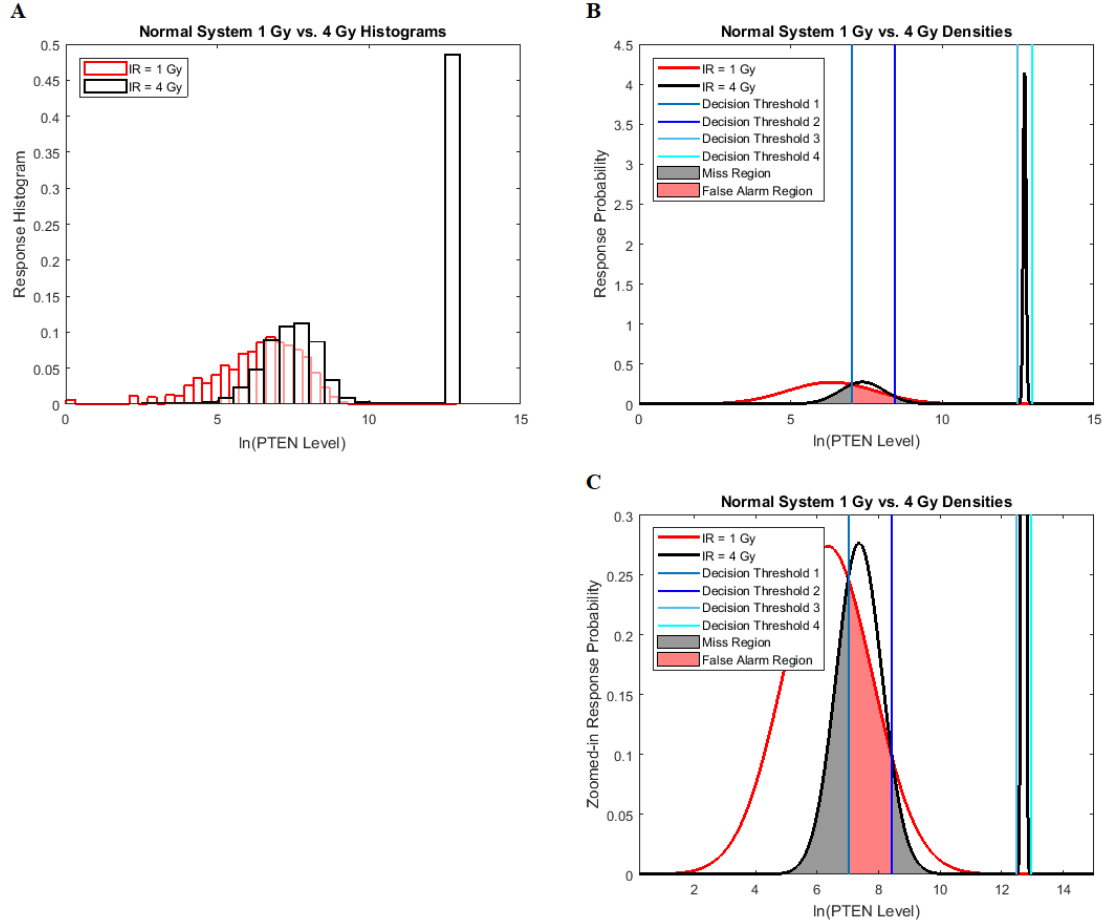 A
Normal System 1 Gy vs. 4 Gy Histograms
IR = 1 Gy
IR = 4 Gy
Response Histogram
0.5
0.45
0.4
0.35
0.3
0.25
0.2
0.15
0.1
0.05
0
0 5 10 15
ln(PTEN Level)
B
Normal System 1 Gy vs. 4 Gy Densities
IR = 1 Gy
IR = 4 Gy
Decision Threshold 1
Decision Threshold 2
Decision Threshold 3
Decision Threshold 4
Miss Region
False Alarm Region
Response Probability
4.5
4
3.5
3
2.5
2
1.5
1
0.5
0
0 5 10 15
ln(PTEN Level)
C
Normal System 1 Gy vs. 4 Gy Densities
IR = 1 Gy
IR = 4 Gy
Decision Threshold 1
Decision Threshold 2
Decision Threshold 3
Decision Threshold 4
Miss Region
False Alarm Region
Zoomed-in Response Probability
0.3
0.25
0.2
0.15
0.1
0.05
0
2 4 6 8 10 12 14
ln(PTEN Level)